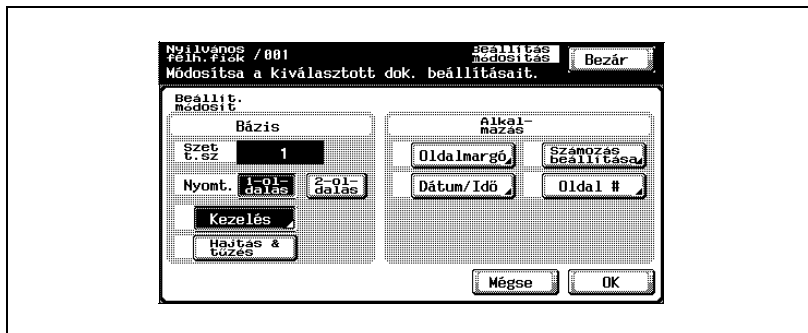 Nyilvános
felh.fiók /001
Beállítás
módosítás
Bezár
Módosítsa a kiválasztott dok. beállításait.
Beállít.
módosít
Bázis
Szet
t.sz
1
Nyomt.
1-ol-
dalas
2-ol-
dalas
Kezelés
Hajtás &
tűzés
Alkal-
mazás
Oldalmargó
Számozás
beállítása
Dátum/Idő
Oldal #
Mégse
OK